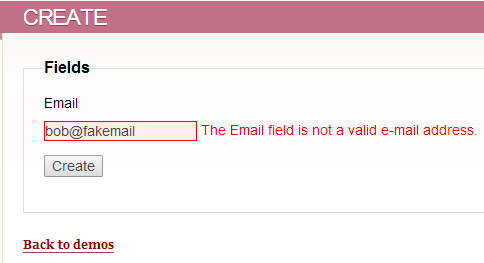 CREATE
Fields
Email
bob@fakemail The Email field is not a valid e-mail address.
Create
Back to demos